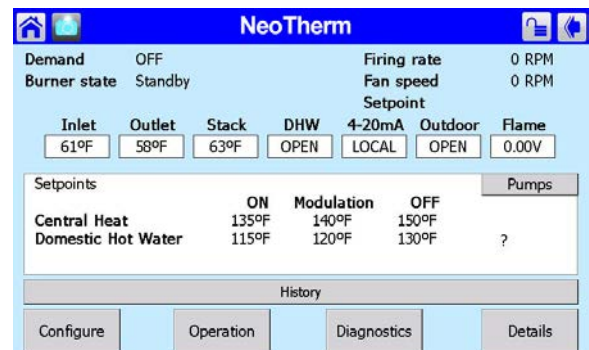 NeoTherm
Demand OFF Firing rate 0 RPM
Burner state Standby Fan speed 0 RPM
Setpoint
Inlet Outlet Stack DHW 4-20mA Outdoor Flame
61ºF 58ºF 63ºF OPEN LOCAL OPEN 0.00V
Setpoints Pumps
ON Modulation OFF
Central Heat 135ºF 140ºF 150ºF
Domestic Hot Water 115ºF 120ºF 130ºF ?
History
Configure Operation Diagnostics Details